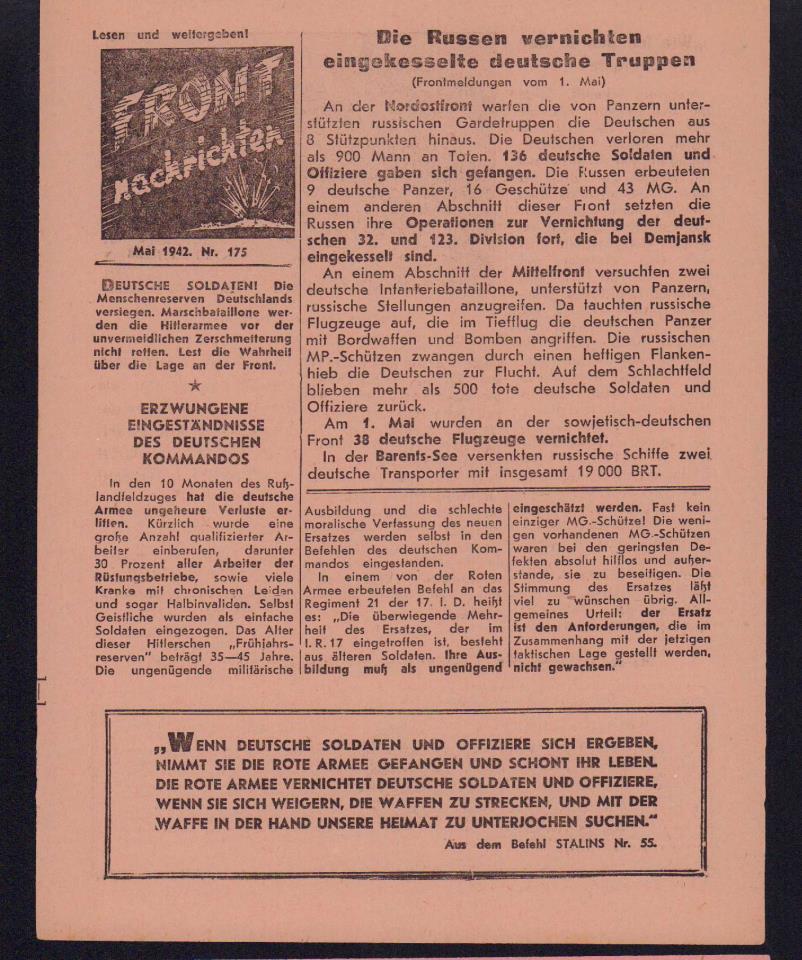 Lesen und weitergeben!
FRONT
Nachrichten
Mai 1942. Nr. 175
DEUTSCHE SOLDATEN! Die
Menschenreserven Deutschlands
versiegen. Marschbataillone wer-
den die Hitlerarmee vor der
unvermeidlichen Zerschmetterung
nicht retten. Lest die Wahrheit
über die Lage an der Front.
★
ERZWUNGENE
EINGESTÄNDNISSE
DES DEUTSCHEN
KOMMANDOS
In den 10 Monaten des Ruß-
landfeldzuges hat die deutsche
Armee ungeheure Verluste er-
litten. Kürzlich wurde eine
große Anzahl qualifizierter Ar-
beiter einberufen, darunter
30 Prozent aller Arbeiter der
Rüstungsbetriebe, sowie viele
Kranke mit chronischen Leiden
und sogar Halbinvaliden. Selbst
Geistliche wurden als einfache
Soldaten eingezogen. Das Alter
dieser Hitlerschen „Frühjahrs-
reserven" beträgt 35—45 Jahre.
Die ungenügende militärische
Die Russen vernichten
eingekesselte deutsche Truppen
(Frontmeldungen vom 1. Mai)
An der Nordostfront warfen die von Panzern unter-
stützten russischen Gardetruppen die Deutschen aus
8 Stützpunkten hinaus. Die Deutschen verloren mehr
als 900 Mann an Toten. 136 deutsche Soldaten und
Offiziere gaben sich gefangen. Die Russen erbeuteten
9 deutsche Panzer, 16 Geschütze und 43 MG. An
einem anderen Abschnitt dieser Front setzten die
Russen ihre Operationen zur Vernichtung der deut-
schen 32. und 123. Division fort, die bei Demjansk
eingekesselt sind.
An einem Abschnitt der Mittelfront versuchten zwei
deutsche Infanteriebataillone, unterstützt von Panzern,
russische Stellungen anzugreifen. Da tauchten russische
Flugzeuge auf, die im Tiefflug die deutschen Panzer
mit Bordwaffen und Bomben angriffen. Die russischen
MP.-Schützen zwangen durch einen heftigen Flanken-
hieb die Deutschen zur Flucht. Auf dem Schlachtfeld
blieben mehr als 500 tote deutsche Soldaten und
Offiziere zurück.
Am 1. Mai wurden an der sowjetisch-deutschen
Front 38 deutsche Flugzeuge vernichtet.
In der Barents-See versenkten russische Schiffe zwei
deutsche Transporter mit insgesamt 19 000 BRT.
Ausbildung und die schlechte
moralische Verfassung des neuen
Ersatzes werden selbst in den
Befehlen des deutschen Kom-
mandos eingestanden.
In einem von der Roten
Armee erbeuteten Befehl an das
Regiment 21 der 17. I. D. heißt
es: „Die überwiegende Mehr-
heit des Ersatzes, der im
I. R. 17 eingetroffen ist, besteht
aus älteren Soldaten. Ihre Aus-
bildung muß als ungenügend
eingeschätzt werden. Fast kein
einziger MG.-Schütze! Die weni-
gen vorhandenen MG.-Schützen
waren bei den geringsten De-
fekten absolut hilflos und außer-
stande, sie zu beseitigen. Die
Stimmung des Ersatzes läßt
viel zu wünschen übrig. All-
gemeines Urteil: der Ersatz
ist den Anforderungen, die im
Zusammenhang mit der jetzigen
taktischen Lage gestellt werden,
nicht gewachsen."
„WENN DEUTSCHE SOLDATEN UND OFFIZIERE SICH ERGEBEN,
NIMMT SIE DIE ROTE ARMEE GEFANGEN UND SCHONT IHR LEBEN.
DIE ROTE ARMEE VERNICHTET DEUTSCHE SOLDATEN UND OFFIZIERE,
WENN SIE SICH WEIGERN, DIE WAFFEN ZU STRECKEN, UND MIT DER
WAFFE IN DER HAND UNSERE HEIMAT ZU UNTERJOCHEN SUCHEN."
Aus dem Befehl STALINS Nr. 55.